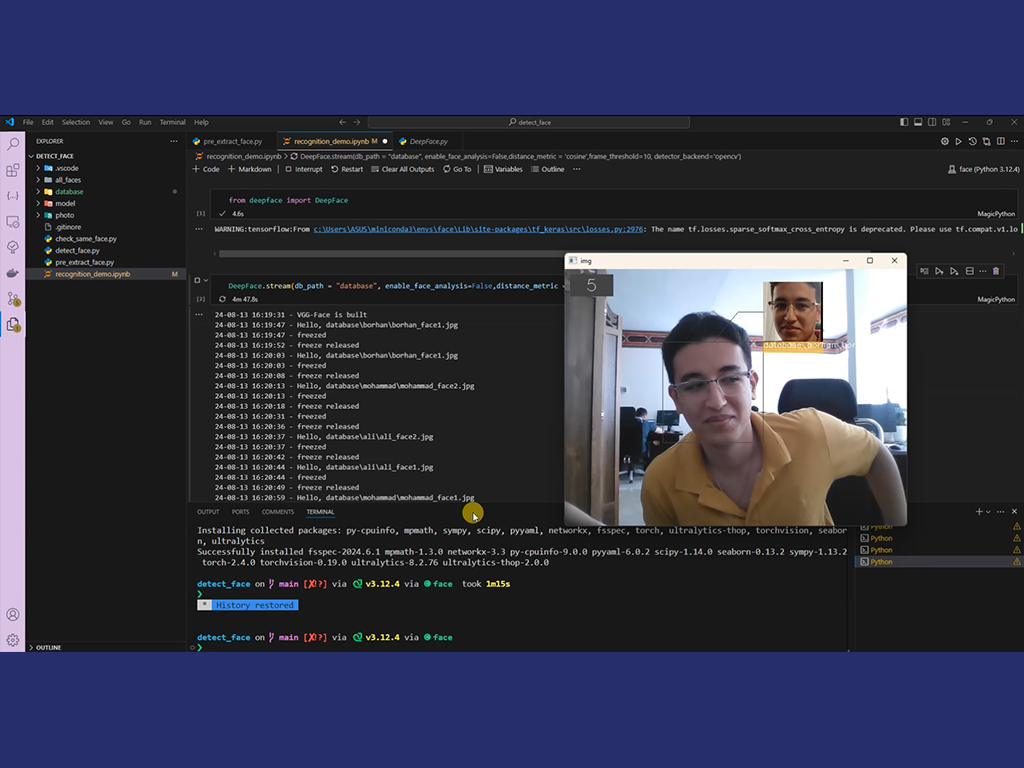 File Edit Selection View Go Run Terminal Help
detect_face
EXPLORER
DETECT_FACE
.vscode
all_faces
database
model
photo
.gitinore
check_same_face.py
detect_face.py
pre_extract_face.py
recognition_demo.ipynb M
OUTLINE
pre_extract_face.py recognition_demo.ipynb M DeepFace.py
recognition_demo.ipynb > DeepFace.stream(db_path = "database", enable_face_analysis=False,distance_metric = 'cosine',frame_threshold=10, detector_backend='opencv')
+ Code + Markdown Interrupt Restart Clear All Outputs Go To Variables Outline ··· face (Python 3.12.4)
from deepface import DeepFace
[1] ✓ 4.6s MagicPython
WARNING:tensorflow:From c:\Users\ASUS\miniconda3\envs\face\Lib\site-packages\tf_keras\src\losses.py:2976: The name tf.losses.sparse_softmax_cross_entropy is deprecated. Please use tf.compat.v1.lo
DeepFace.stream(db_path = "database", enable_face_analysis=False,distance_metric =
4m 47.8s MagicPython
24-08-13 16:19:31 - VGG-Face is built
24-08-13 16:19:47 - Hello, database\borhan\borhan_face1.jpg
24-08-13 16:19:47 - freezed
24-08-13 16:19:52 - freeze released
24-08-13 16:20:03 - Hello, database\borhan\borhan_face1.jpg
24-08-13 16:20:03 - freezed
24-08-13 16:20:08 - freeze released
24-08-13 16:20:13 - Hello, database\mohammad\mohammad_face2.jpg
24-08-13 16:20:13 - freezed
24-08-13 16:20:18 - freeze released
24-08-13 16:20:31 - freezed
24-08-13 16:20:36 - freeze released
24-08-13 16:20:37 - Hello, database\ali\ali_face2.jpg
24-08-13 16:20:37 - freezed
24-08-13 16:20:42 - freeze released
24-08-13 16:20:44 - Hello, database\ali\ali_face1.jpg
24-08-13 16:20:44 - freezed
24-08-13 16:20:49 - freeze released
24-08-13 16:20:59 - Hello, database\mohammad\mohammad_face1.jpg
img
5
database\borhan\bor
OUTPUT PORTS COMMENTS TERMINAL
Installing collected packages: py-cpuinfo, mpmath, sympy, scipy, pyyaml, networkx, fsspec, torch, ultralytics-thop, torchvision, seabor
n, ultralytics
Successfully installed fsspec-2024.6.1 mpmath-1.3.0 networkx-3.3 py-cpuinfo-9.0.0 pyyaml-6.0.2 scipy-1.14.0 seaborn-0.13.2 sympy-1.13.2
torch-2.4.0 torchvision-0.19.0 ultralytics-8.2.76 ultralytics-thop-2.0.0
detect_face on main [✘!?] via v3.12.4 via face took 1m15s
❯
* History restored
detect_face on main [✘!?] via v3.12.4 via face
❯
Python
Python
Python
Python